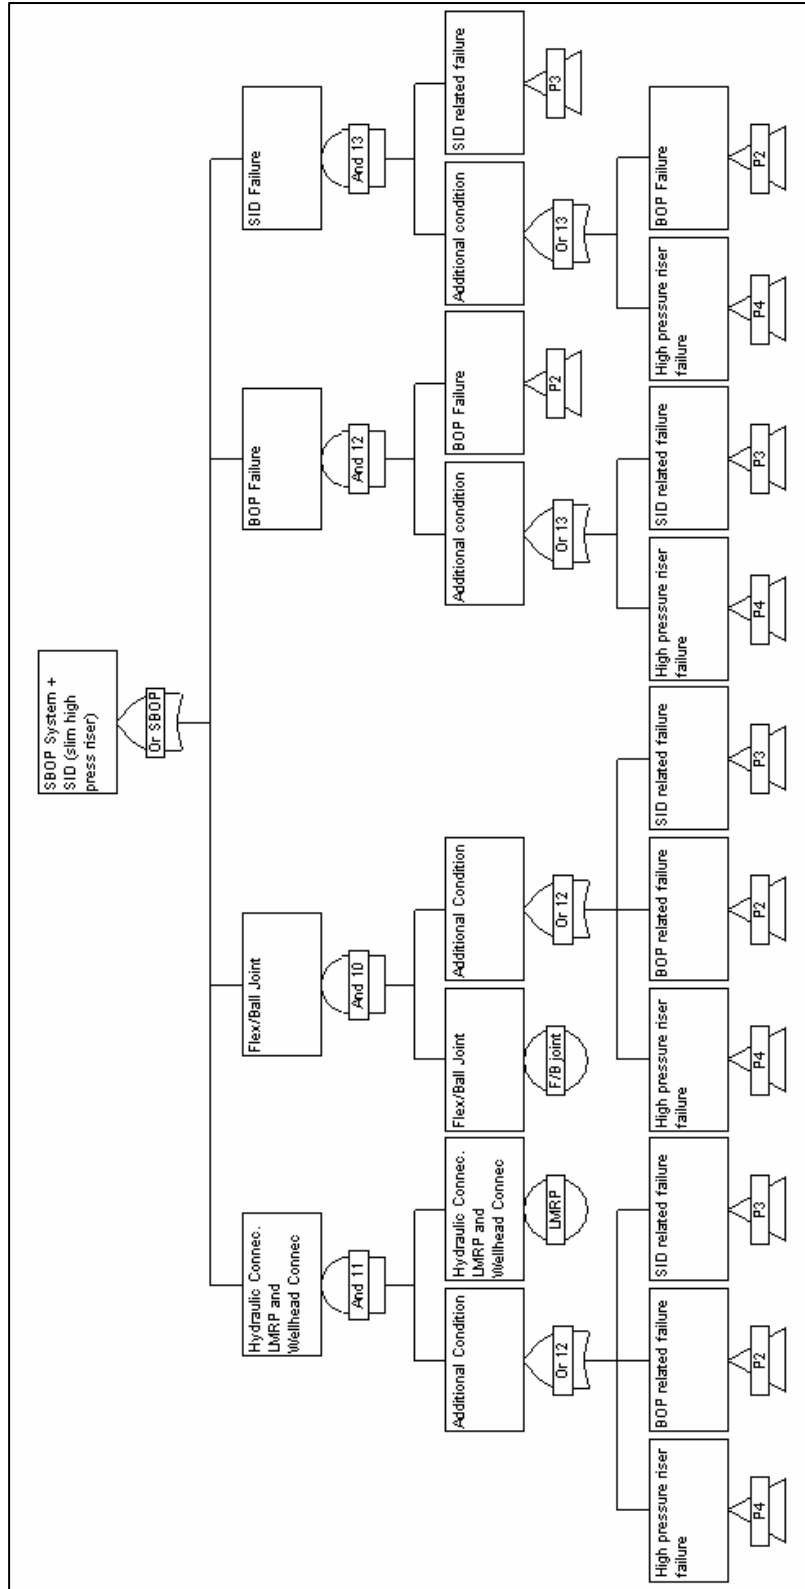 SBOP System +
SID (slim high
press riser)
Or SBOP
Hydraulic Connec.
LMRP and
Wellhead Connec
Flex/Ball Joint
BOP Failure
SID Failure
And 11
And 10
And 12
And 13
Additional Condition
Hydraulic Connec.
LMRP and
Wellhead Connec
Flex/Ball Joint
Additional Condition
Additional condition
BOP Failure
Additional condition
SID related failure
Or 12
LMRP
F/B joint
Or 12
Or 13
P2
Or 13
P3
High pressure riser
failure
BOP related failure
SID related failure
High pressure riser
failure
BOP related failure
SID related failure
High pressure riser
failure
SID related failure
High pressure riser
failure
BOP Failure
P4
P2
P3
P4
P2
P3
P4
P3
P4
P2